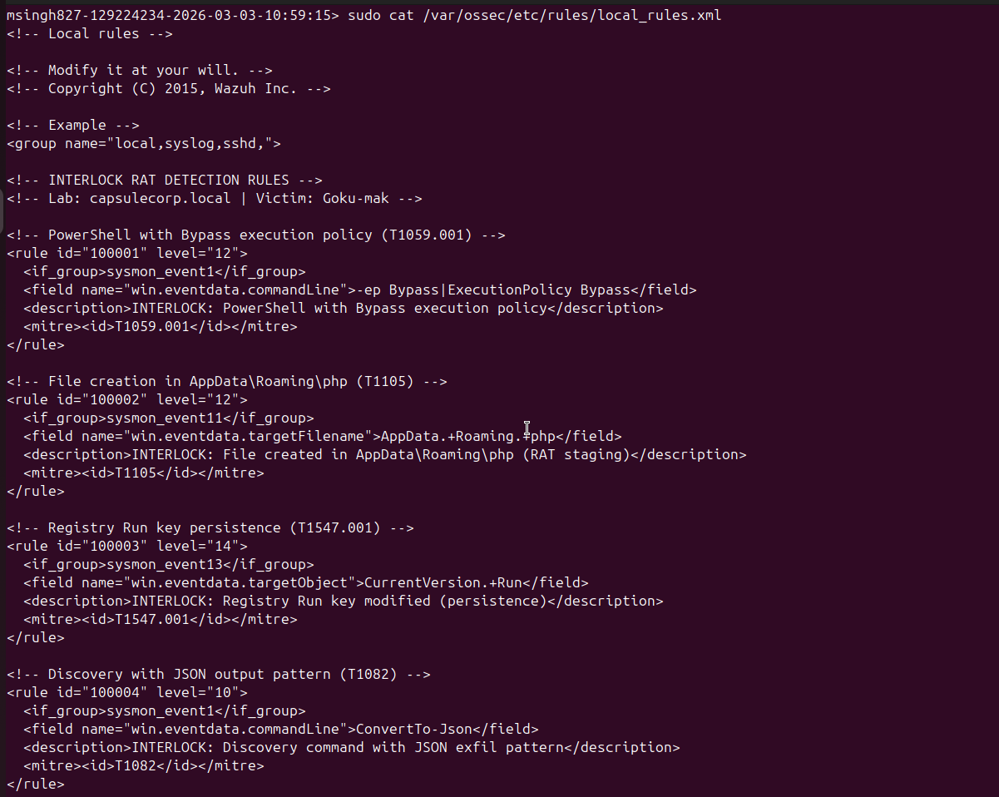 msingh827-129224234-2026-03-03-10:59:15> sudo cat /var/ossec/etc/rules/local_rules.xml
<!-- Local rules -->
<!-- Modify it at your will. -->
<!-- Copyright (C) 2015, Wazuh Inc. -->
<!-- Example -->
<group name="local,syslog,sshd,">
<!-- INTERLOCK RAT DETECTION RULES -->
<!-- Lab: capsulecorp.local | Victim: Goku-mak -->
<!-- PowerShell with Bypass execution policy (T1059.001) -->
<rule id="100001" level="12">
  <if_group>sysmon_event1</if_group>
  <field name="win.eventdata.commandLine">-ep Bypass|ExecutionPolicy Bypass</field>
  <description>INTERLOCK: PowerShell with Bypass execution policy</description>
  <mitre><id>T1059.001</id></mitre>
</rule>
<!-- File creation in AppData\Roaming\php (T1105) -->
<rule id="100002" level="12">
  <if_group>sysmon_event11</if_group>
  <field name="win.eventdata.targetFilename">AppData.+Roaming.+php</field>
  <description>INTERLOCK: File created in AppData\Roaming\php (RAT staging)</description>
  <mitre><id>T1105</id></mitre>
</rule>
<!-- Registry Run key persistence (T1547.001) -->
<rule id="100003" level="14">
  <if_group>sysmon_event13</if_group>
  <field name="win.eventdata.targetObject">CurrentVersion.+Run</field>
  <description>INTERLOCK: Registry Run key modified (persistence)</description>
  <mitre><id>T1547.001</id></mitre>
</rule>
<!-- Discovery with JSON output pattern (T1082) -->
<rule id="100004" level="10">
  <if_group>sysmon_event1</if_group>
  <field name="win.eventdata.commandLine">ConvertTo-Json</field>
  <description>INTERLOCK: Discovery command with JSON exfil pattern</description>
  <mitre><id>T1082</id></mitre>
</rule>